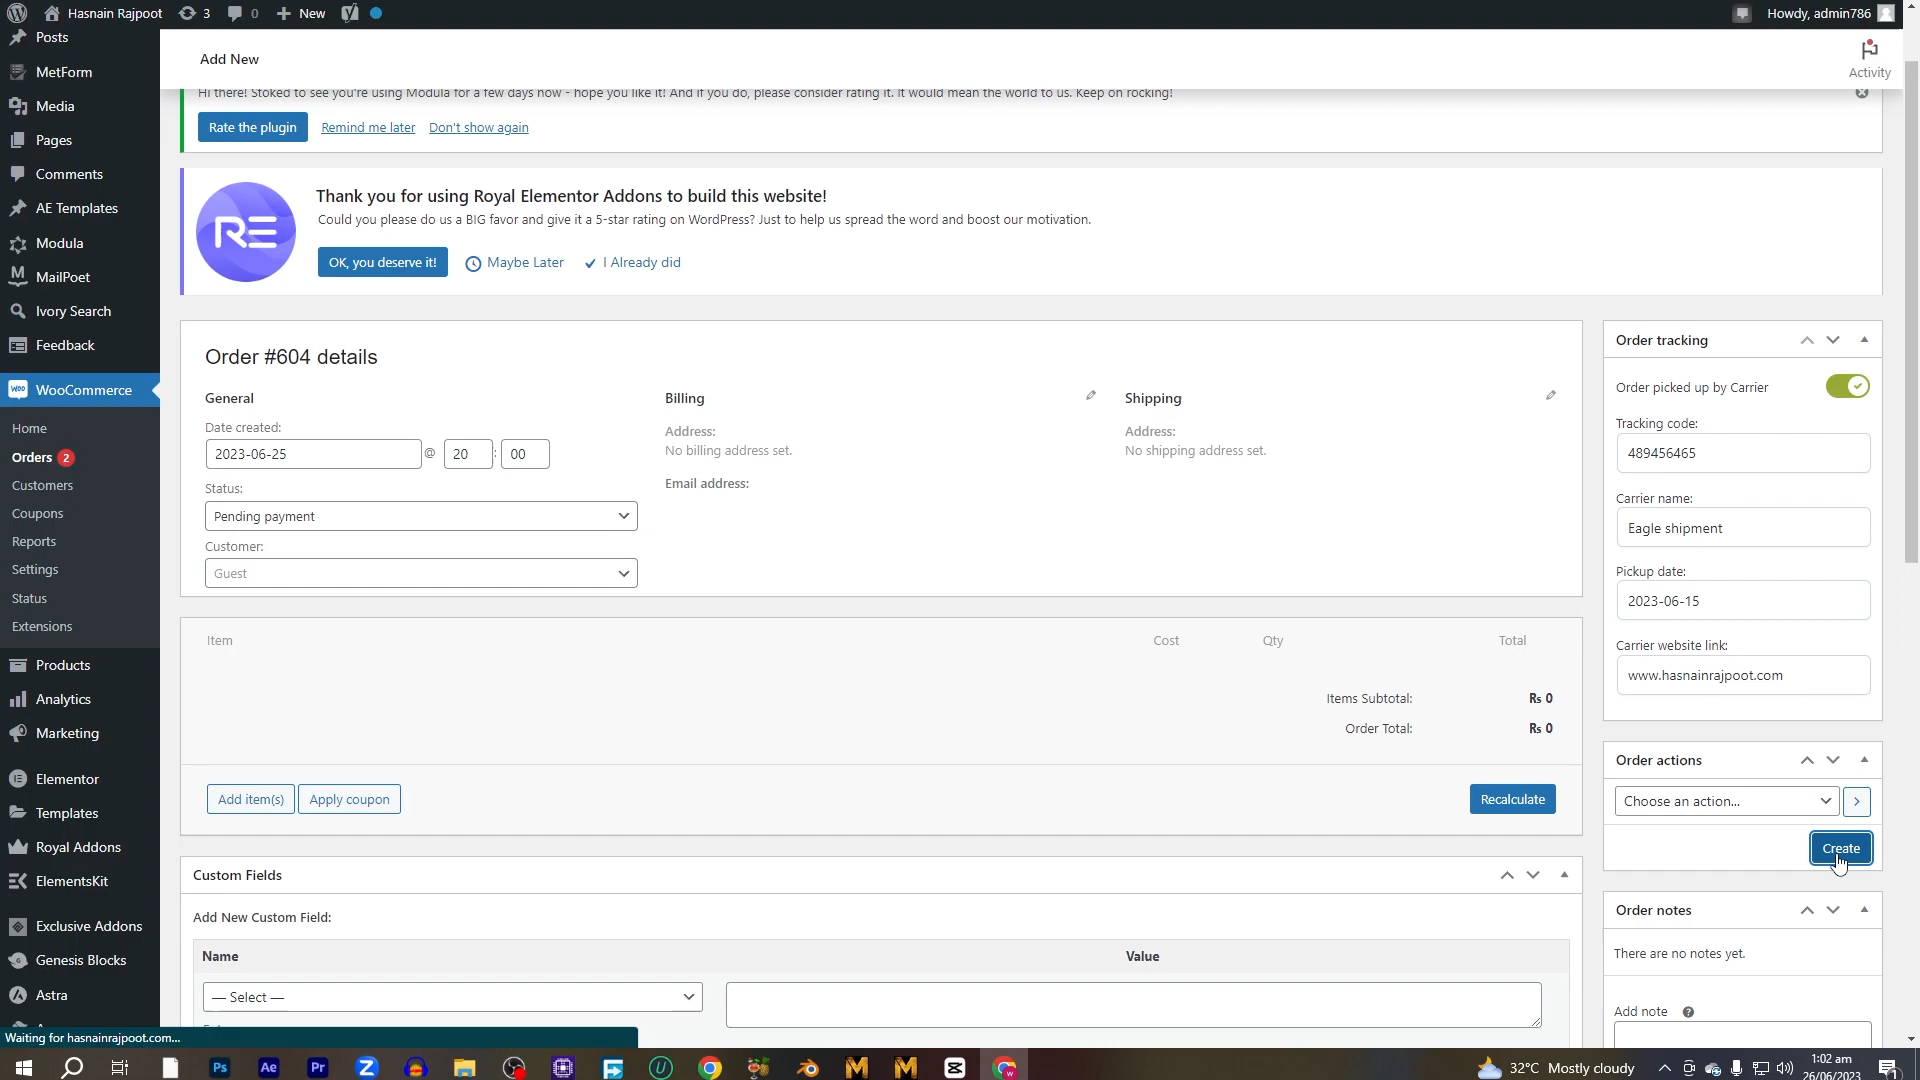 Hasnain Rajpoot 3 0 New Howdy, admin786
Posts
MetForm
Media
Pages
Comments
AE Templates
Modula
MailPoet
Ivory Search
Feedback
WooCommerce
Home
Orders 2
Customers
Coupons
Reports
Settings
Status
Extensions
Products
Analytics
Marketing
Elementor
Templates
Royal Addons
ElementsKit
Exclusive Addons
Genesis Blocks
Astra
Waiting for hasnainrajpoot.com...
Add New
Activity
Hi there! Stoked to see you're using Modula for a few days now - hope you like it! And if you do, please consider rating it. It would mean the world to us. Keep on rocking!
Rate the plugin Remind me later Don't show again
RE
Thank you for using Royal Elementor Addons to build this website!
Could you please do us a BIG favor and give it a 5-star rating on WordPress? Just to help us spread the word and boost our motivation.
OK, you deserve it! Maybe Later I Already did
Order #604 details
General
Date created:
2023-06-25 @ 20 : 00
Status:
Pending payment
Customer:
Guest
Billing
Address:
No billing address set.
Email address:
Shipping
Address:
No shipping address set.
Item Cost Qty Total
Items Subtotal: Rs 0
Order Total: Rs 0
Add item(s) Apply coupon Recalculate
Custom Fields
Add New Custom Field:
Name Value
— Select —
Order tracking
Order picked up by Carrier
Tracking code:
489456465
Carrier name:
Eagle shipment
Pickup date:
2023-06-15
Carrier website link:
www.hasnainrajpoot.com
Order actions
Choose an action...
Create
Order notes
There are no notes yet.
Add note ?
Ps Ae Pr 32°C Mostly cloudy 1:02 am
26/06/2023 1